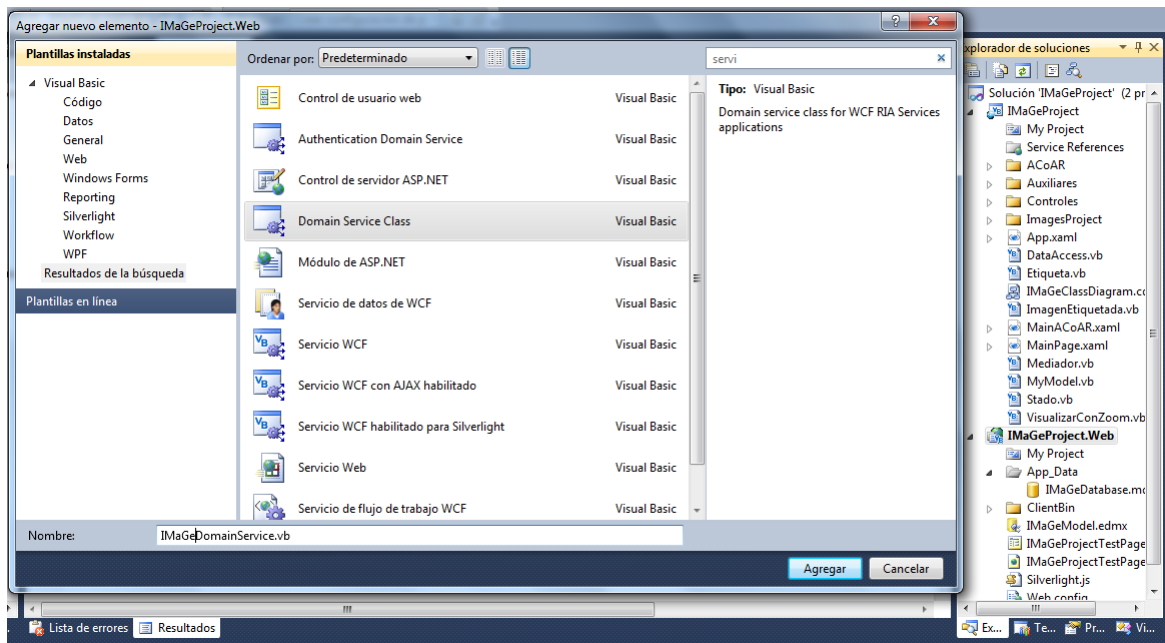 Agregar nuevo elemento - IMaGeProject.Web
Plantillas instaladas
Visual Basic
Código
Datos
General
Web
Windows Forms
Reporting
Silverlight
Workflow
WPF
Resultados de la búsqueda
Plantillas en línea
Ordenar por: Predeterminado
Control de usuario web Visual Basic
Authentication Domain Service Visual Basic
Control de servidor ASP.NET Visual Basic
Domain Service Class Visual Basic
Módulo de ASP.NET Visual Basic
Servicio de datos de WCF Visual Basic
Servicio WCF Visual Basic
Servicio WCF con AJAX habilitado Visual Basic
Servicio WCF habilitado para Silverlight Visual Basic
Servicio Web Visual Basic
Servicio de flujo de trabajo WCF Visual Basic
servi
Tipo: Visual Basic
Domain service class for WCF RIA Services
applications
Nombre: IMaGeDomainService.vb
Agregar Cancelar
xplorador de soluciones
Solución 'IMaGeProject' (2 pr
IMaGeProject
My Project
Service References
ACoAR
Auxiliares
Controles
ImagesProject
App.xaml
DataAccess.vb
Etiqueta.vb
IMaGeClassDiagram.co
ImagenEtiquetada.vb
MainACoAR.xaml
MainPage.xaml
Mediador.vb
MyModel.vb
Stado.vb
VisualizarConZoom.vb
IMaGeProject.Web
My Project
App_Data
IMaGeDatabase.mo
ClientBin
IMaGeModel.edmx
IMaGeProjectTestPage
IMaGeProjectTestPage
Silverlight.js
Web.config
Lista de errores Resultados
Ex... Te... Pr... Vi...